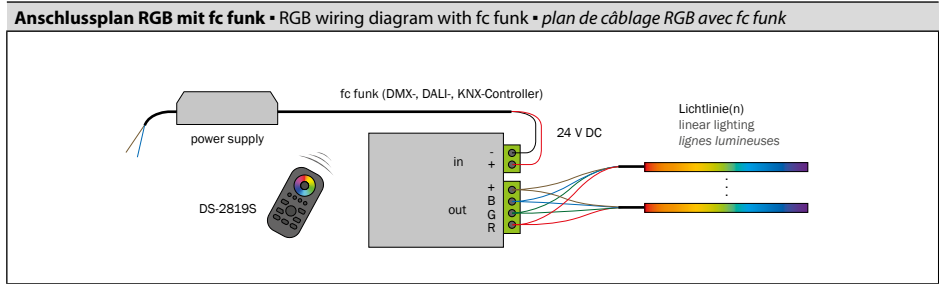 Anschlussplan RGB mit fc funk ▪ RGB wiring diagram with fc funk ▪ plan de câblage RGB avec fc funk
fc funk (DMX-, DALI-, KNX-Controller)
power supply
24 V DC
Lichtlinie(n)
linear lighting
lignes lumineuses
in
-
+
DS-2819S
out
+
B
G
R